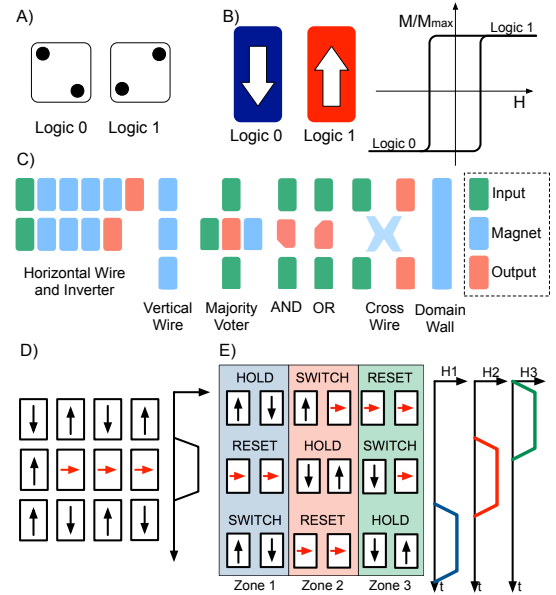 A)
Logic 0
Logic 1
B)
Logic 0
Logic 1
M/Mmax
Logic 1
H
Logic 0
C)
Input
Magnet
Output
Horizontal Wire
and Inverter
Vertical
Wire
Majority
Voter
AND
OR
Cross
Wire
Domain
Wall
D)
E)
HOLD
SWITCH
RESET
RESET
HOLD
SWITCH
SWITCH
RESET
HOLD
Zone 1
Zone 2
Zone 3
H1
H2
H3
t
t
t